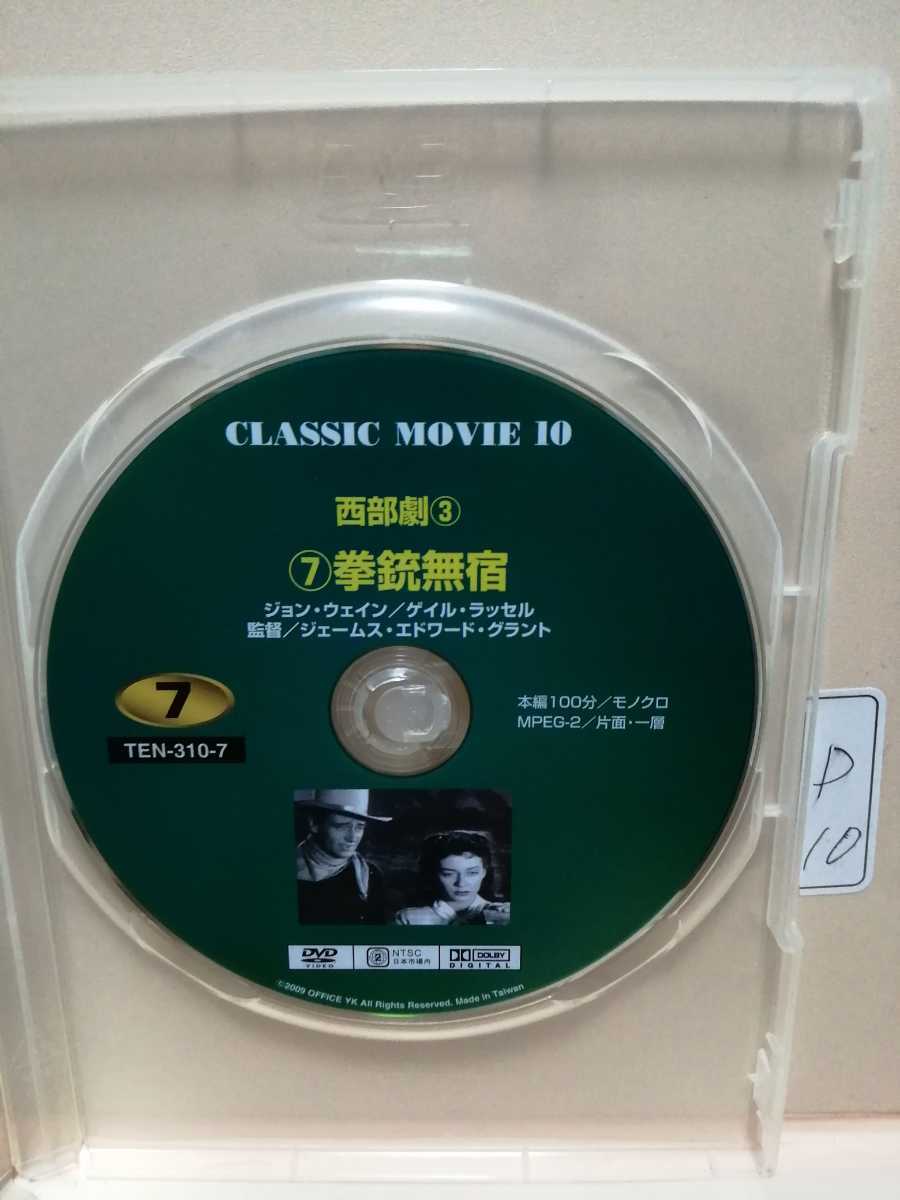 CLASSIC MOVIE 10
西部劇③
⑦拳銃無宿
ジョン・ウェイン／ゲイル・ラッセル
監督／ジェームス・エドワード・グラント
7
TEN-310-7
本編100分／モノクロ
MPEG-2／片面・一層
DVD
VIDEO
2
NTSC
日本市場内
DOLBY
DIGITAL
©2009 OFFICE YK All Rights Reserved. Made in Taiwan
P
10